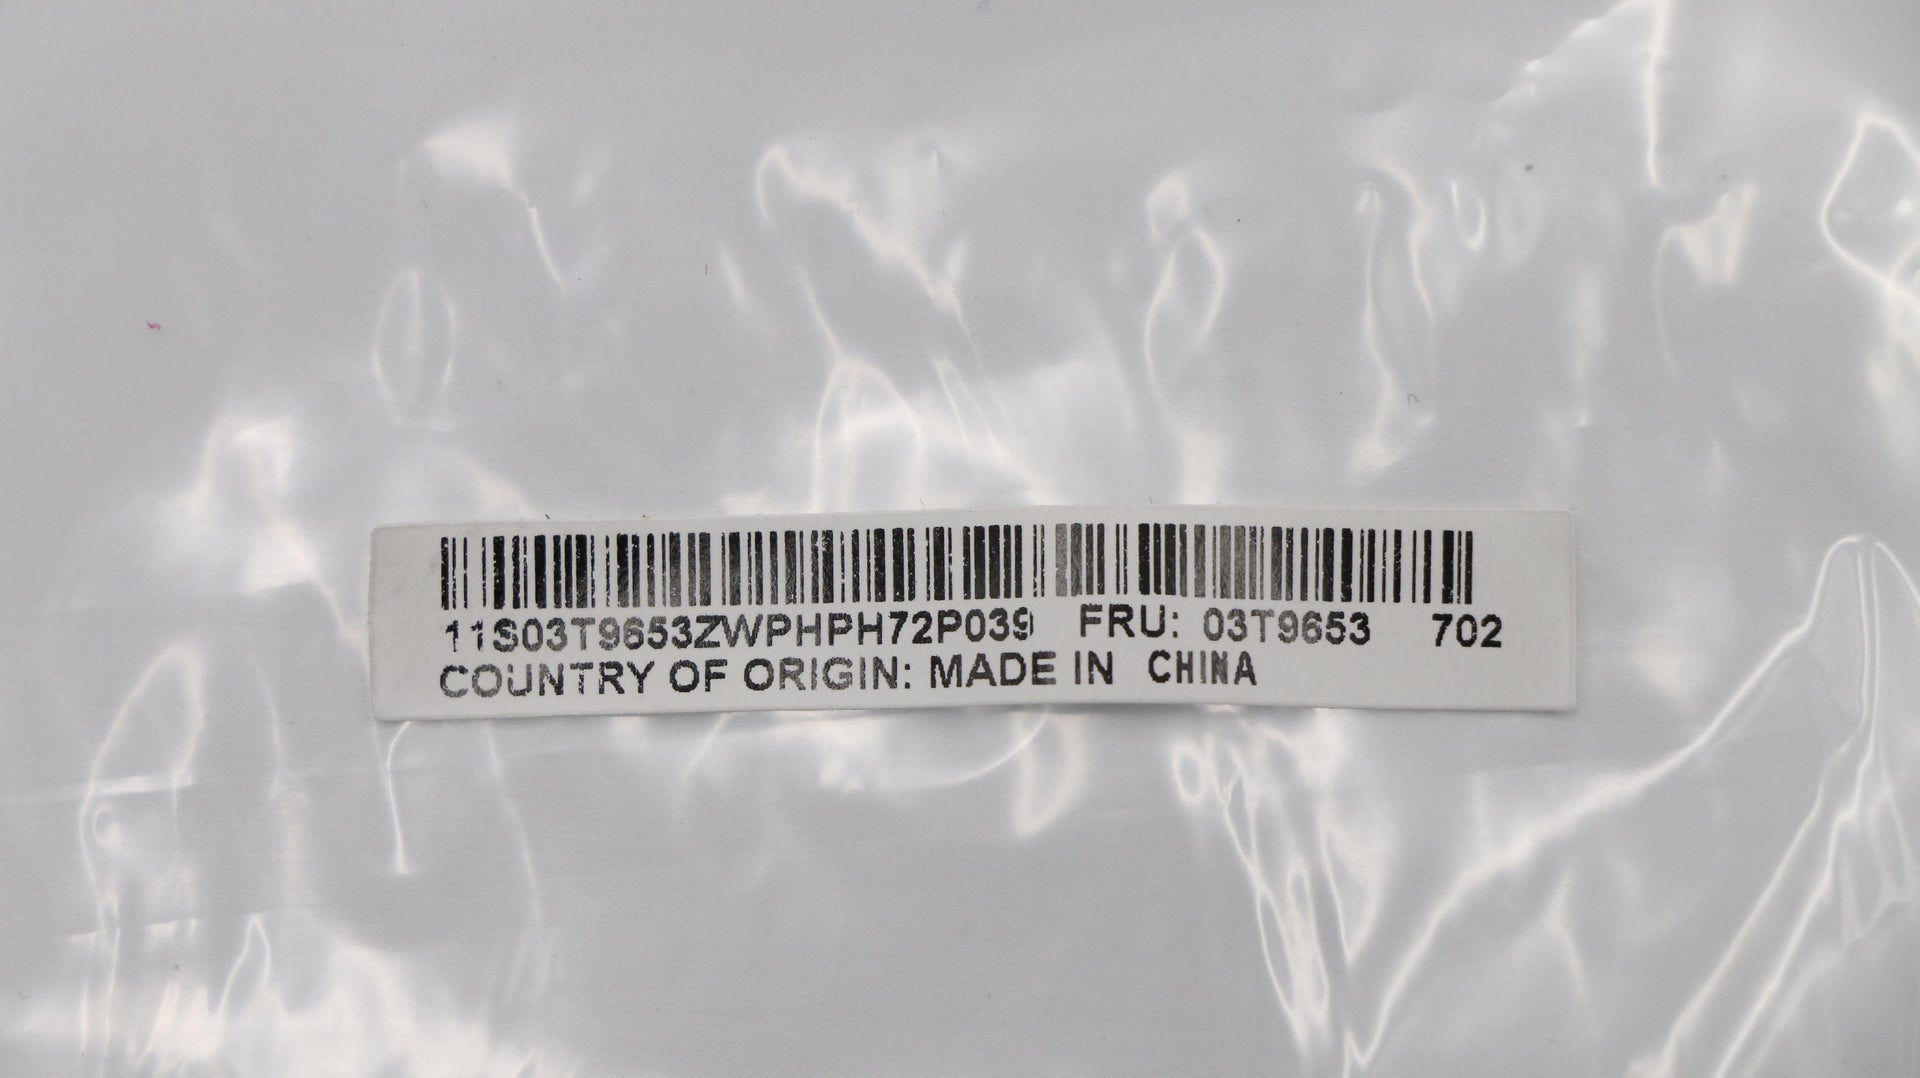 11S03T9653ZWPHPH72P039 FRU: 03T9653 702
COUNTRY OF ORIGIN: MADE IN CHINA